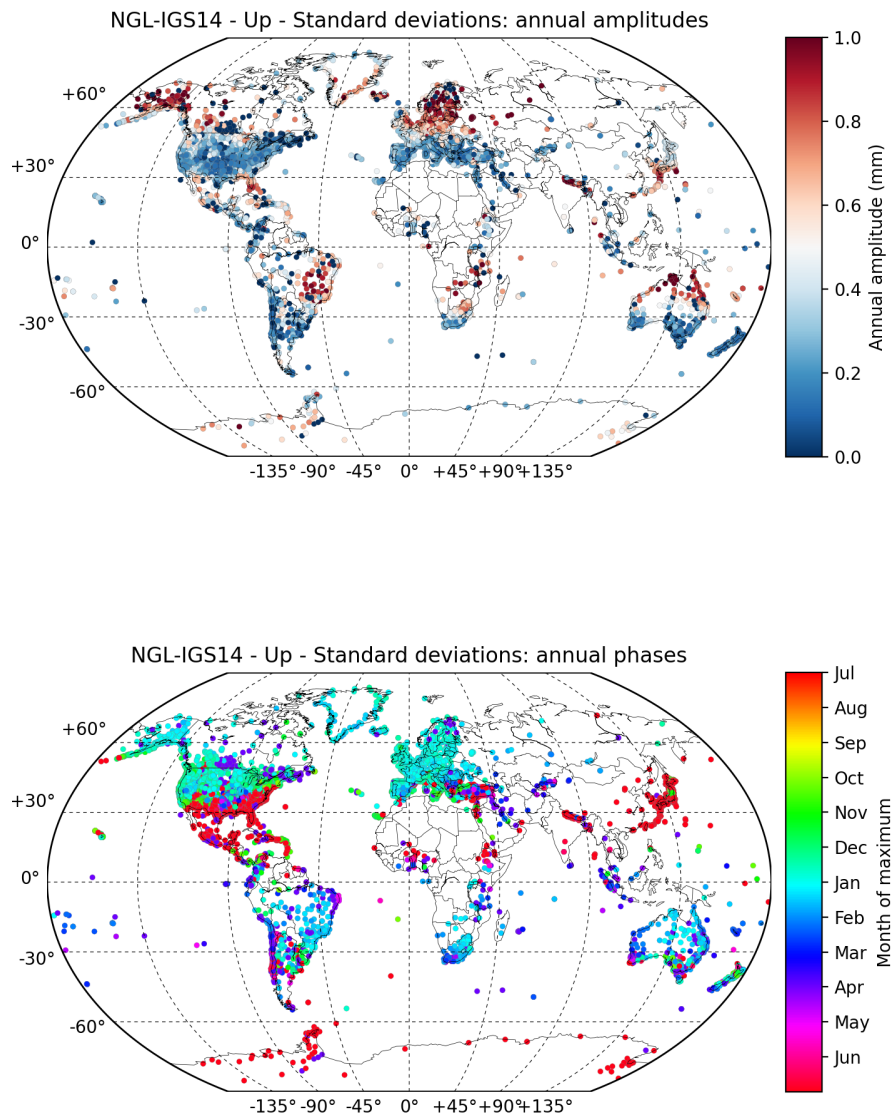 NGL-IGS14 - Up - Standard deviations: annual amplitudes
+60°
+30°
0°
-30°
-60°
-135° -90° -45° 0° +45° +90° +135°
1.0
0.8
0.6
0.4
0.2
0.0
Annual amplitude (mm)
NGL-IGS14 - Up - Standard deviations: annual phases
+60°
+30°
0°
-30°
-60°
-135° -90° -45° 0° +45° +90° +135°
Jul
Aug
Sep
Oct
Nov
Dec
Jan
Feb
Mar
Apr
May
Jun
Month of maximum